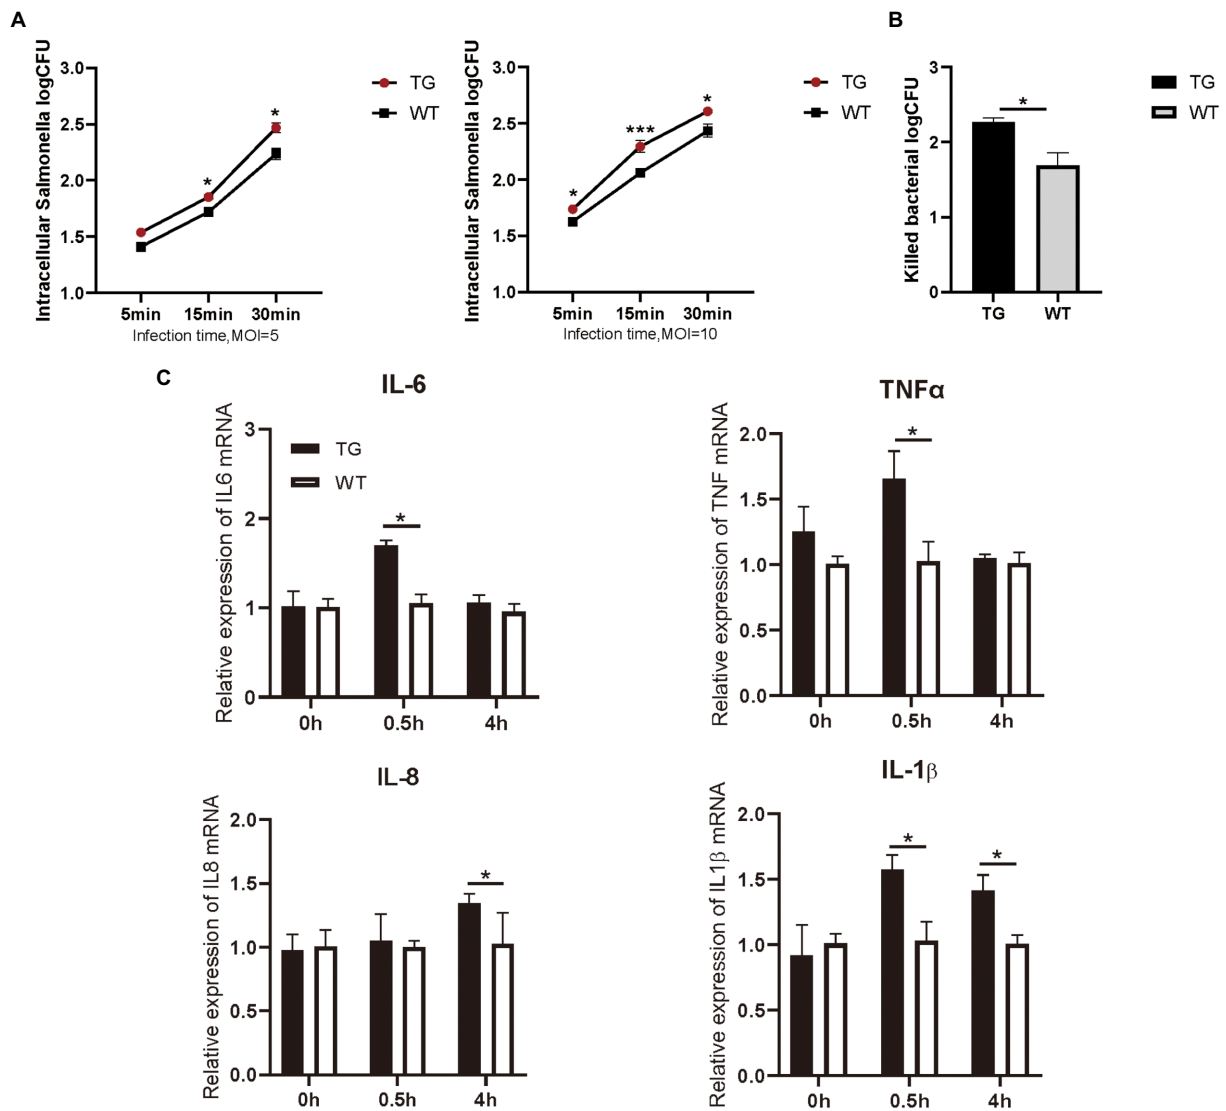 A
Intracellular Salmonella logCFU
3.0
2.5
2.0
1.5
1.0
*
*
5min 15min 30min
Infection time,MOI=5
TG
WT
Intracellular Salmonella logCFU
3.0
2.5
2.0
1.5
1.0
*
***
*
5min 15min 30min
Infection time,MOI=10
TG
WT
B
Killed bacterial logCFU
3
2
1
0
*
TG WT
TG
WT
C
IL-6
Relative expression of IL6 mRNA
3
2
1
0
TG
WT
*
0h 0.5h 4h
TNFα
Relative expression of TNF mRNA
2.0
1.5
1.0
0.5
0.0
*
0h 0.5h 4h
IL-8
Relative expression of IL8 mRNA
2.0
1.5
1.0
0.5
0.0
*
0h 0.5h 4h
IL-1β
Relative expression of IL1β mRNA
2.0
1.5
1.0
0.5
0.0
*
*
0h 0.5h 4h